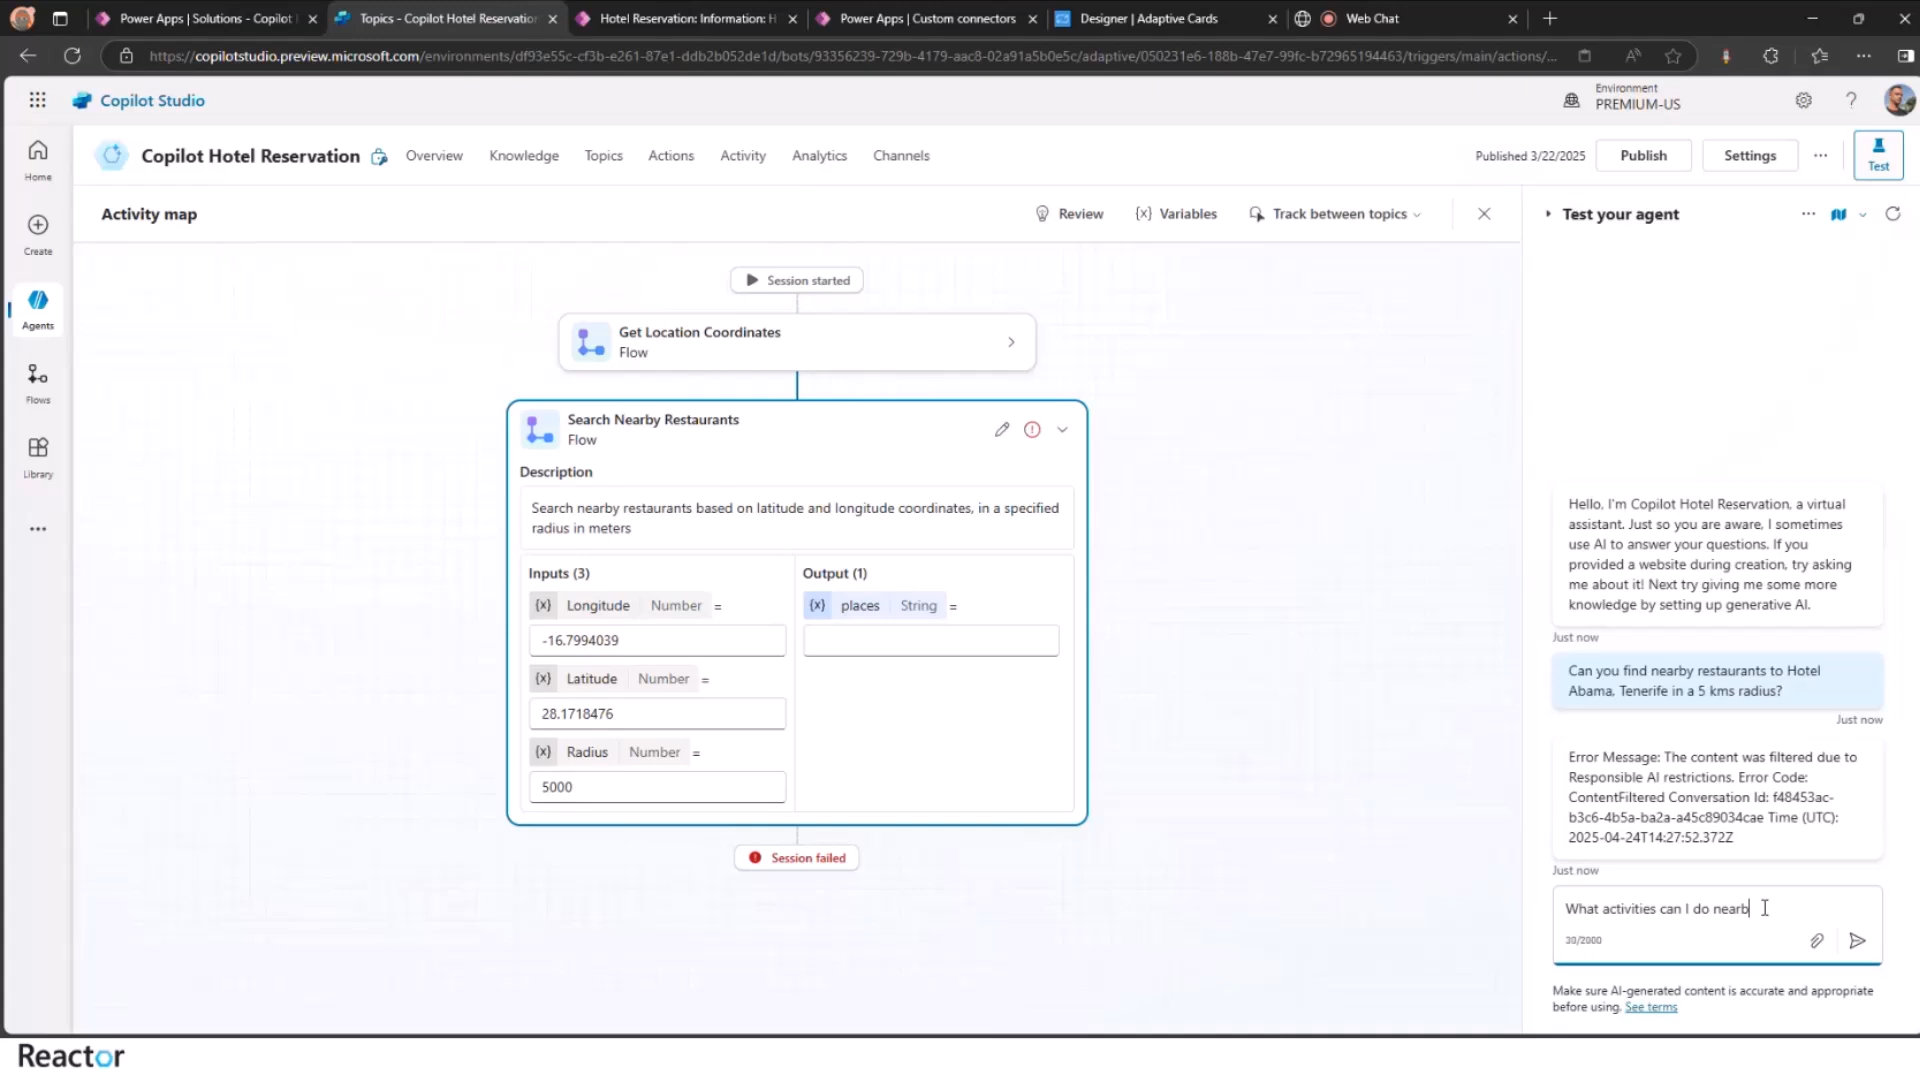 Power Apps | Solutions - Copilot
Topics - Copilot Hotel Reservation
Hotel Reservation: Information: H
Power Apps | Custom connectors
Designer | Adaptive Cards
Web Chat
https://copilotstudio.preview.microsoft.com/environments/df93e55c-cf3b-e261-87e1-ddb2b052de1d/bots/93356239-729b-4179-aac8-02a91a5b0e5c/adaptive/050231e6-188b-47e7-99fc-b72965194463/triggers/main/actions/...
Copilot Studio
Environment
PREMIUM-US
Home
Create
Agents
Flows
Library
Copilot Hotel Reservation
Overview
Knowledge
Topics
Actions
Activity
Analytics
Channels
Published 3/22/2025
Publish
Settings
Test
Activity map
Review
{x} Variables
Track between topics
Session started
Get Location Coordinates
Flow
Search Nearby Restaurants
Flow
Description
Search nearby restaurants based on latitude and longitude coordinates, in a specified
radius in meters
Inputs (3)
{x} Longitude Number =
-16.7994039
{x} Latitude Number =
28.1718476
{x} Radius Number =
5000
Output (1)
{x} places String =
Session failed
Test your agent
Hello, I'm Copilot Hotel Reservation, a virtual
assistant. Just so you are aware, I sometimes
use AI to answer your questions. If you
provided a website during creation, try asking
me about it! Next try giving me some more
knowledge by setting up generative AI.
Just now
Can you find nearby restaurants to Hotel
Abama, Tenerife in a 5 kms radius?
Just now
Error Message: The content was filtered due to
Responsible AI restrictions. Error Code:
ContentFiltered Conversation Id: f48453ac-
b3c6-4b5a-ba2a-a45c89034cae Time (UTC):
2025-04-24T14:27:52.372Z
Just now
What activities can I do nearb
30/2000
Make sure AI-generated content is accurate and appropriate
before using. See terms
Reactor